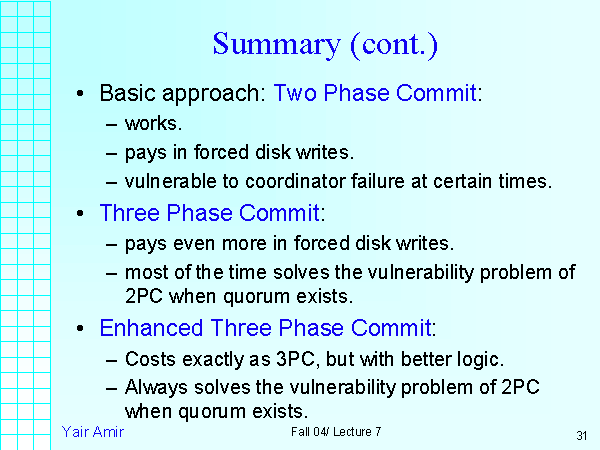 Summary (cont.)
• Basic approach: Two Phase Commit:
– works.
– pays in forced disk writes.
– vulnerable to coordinator failure at certain times.
• Three Phase Commit:
– pays even more in forced disk writes.
– most of the time solves the vulnerability problem of
2PC when quorum exists.
• Enhanced Three Phase Commit:
– Costs exactly as 3PC, but with better logic.
– Always solves the vulnerability problem of 2PC
when quorum exists.
Yair Amir
Fall 04/ Lecture 7
31